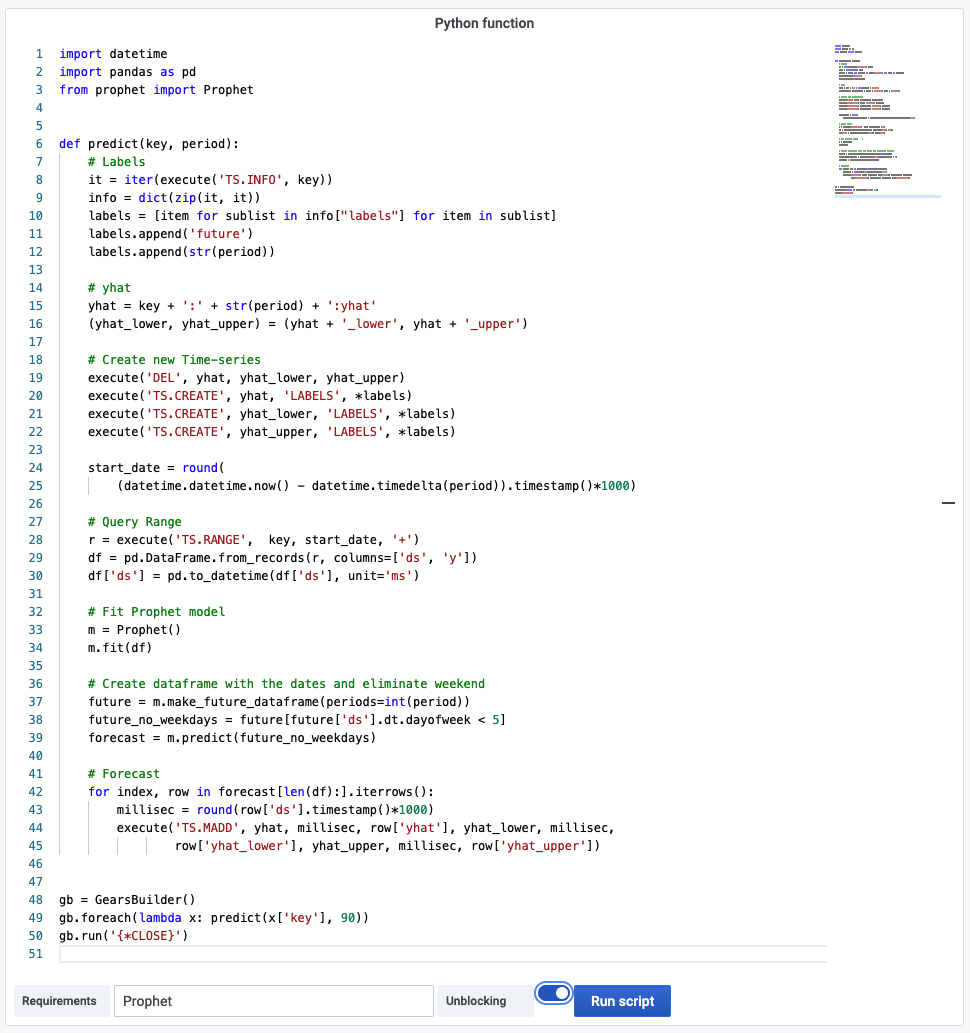 Python function
1 import datetime
2 import pandas as pd
3 from prophet import Prophet
4
5
6 def predict(key, period):
7     # Labels
8     it = iter(execute('TS.INFO', key))
9     info = dict(zip(it, it))
10     labels = [item for sublist in info["labels"] for item in sublist]
11     labels.append('future')
12     labels.append(str(period))
13
14     # yhat
15     yhat = key + ':' + str(period) + ':yhat'
16     (yhat_lower, yhat_upper) = (yhat + '_lower', yhat + '_upper')
17
18     # Create new Time-series
19     execute('DEL', yhat, yhat_lower, yhat_upper)
20     execute('TS.CREATE', yhat, 'LABELS', *labels)
21     execute('TS.CREATE', yhat_lower, 'LABELS', *labels)
22     execute('TS.CREATE', yhat_upper, 'LABELS', *labels)
23
24     start_date = round(
25         (datetime.datetime.now() - datetime.timedelta(period)).timestamp()*1000)
26
27     # Query Range
28     r = execute('TS.RANGE',  key, start_date, '+')
29     df = pd.DataFrame.from_records(r, columns=['ds', 'y'])
30     df['ds'] = pd.to_datetime(df['ds'], unit='ms')
31
32     # Fit Prophet model
33     m = Prophet()
34     m.fit(df)
35
36     # Create dataframe with the dates and eliminate weekend
37     future = m.make_future_dataframe(periods=int(period))
38     future_no_weekdays = future[future['ds'].dt.dayofweek < 5]
39     forecast = m.predict(future_no_weekdays)
40
41     # Forecast
42     for index, row in forecast[len(df):].iterrows():
43         millisec = round(row['ds'].timestamp()*1000)
44         execute('TS.MADD', yhat, millisec, row['yhat'], yhat_lower, millisec,
45                 row['yhat_lower'], yhat_upper, millisec, row['yhat_upper'])
46
47
48 gb = GearsBuilder()
49 gb.foreach(lambda x: predict(x['key'], 90))
50 gb.run('{*CLOSE}')
51
Requirements Prophet Unblocking Run script